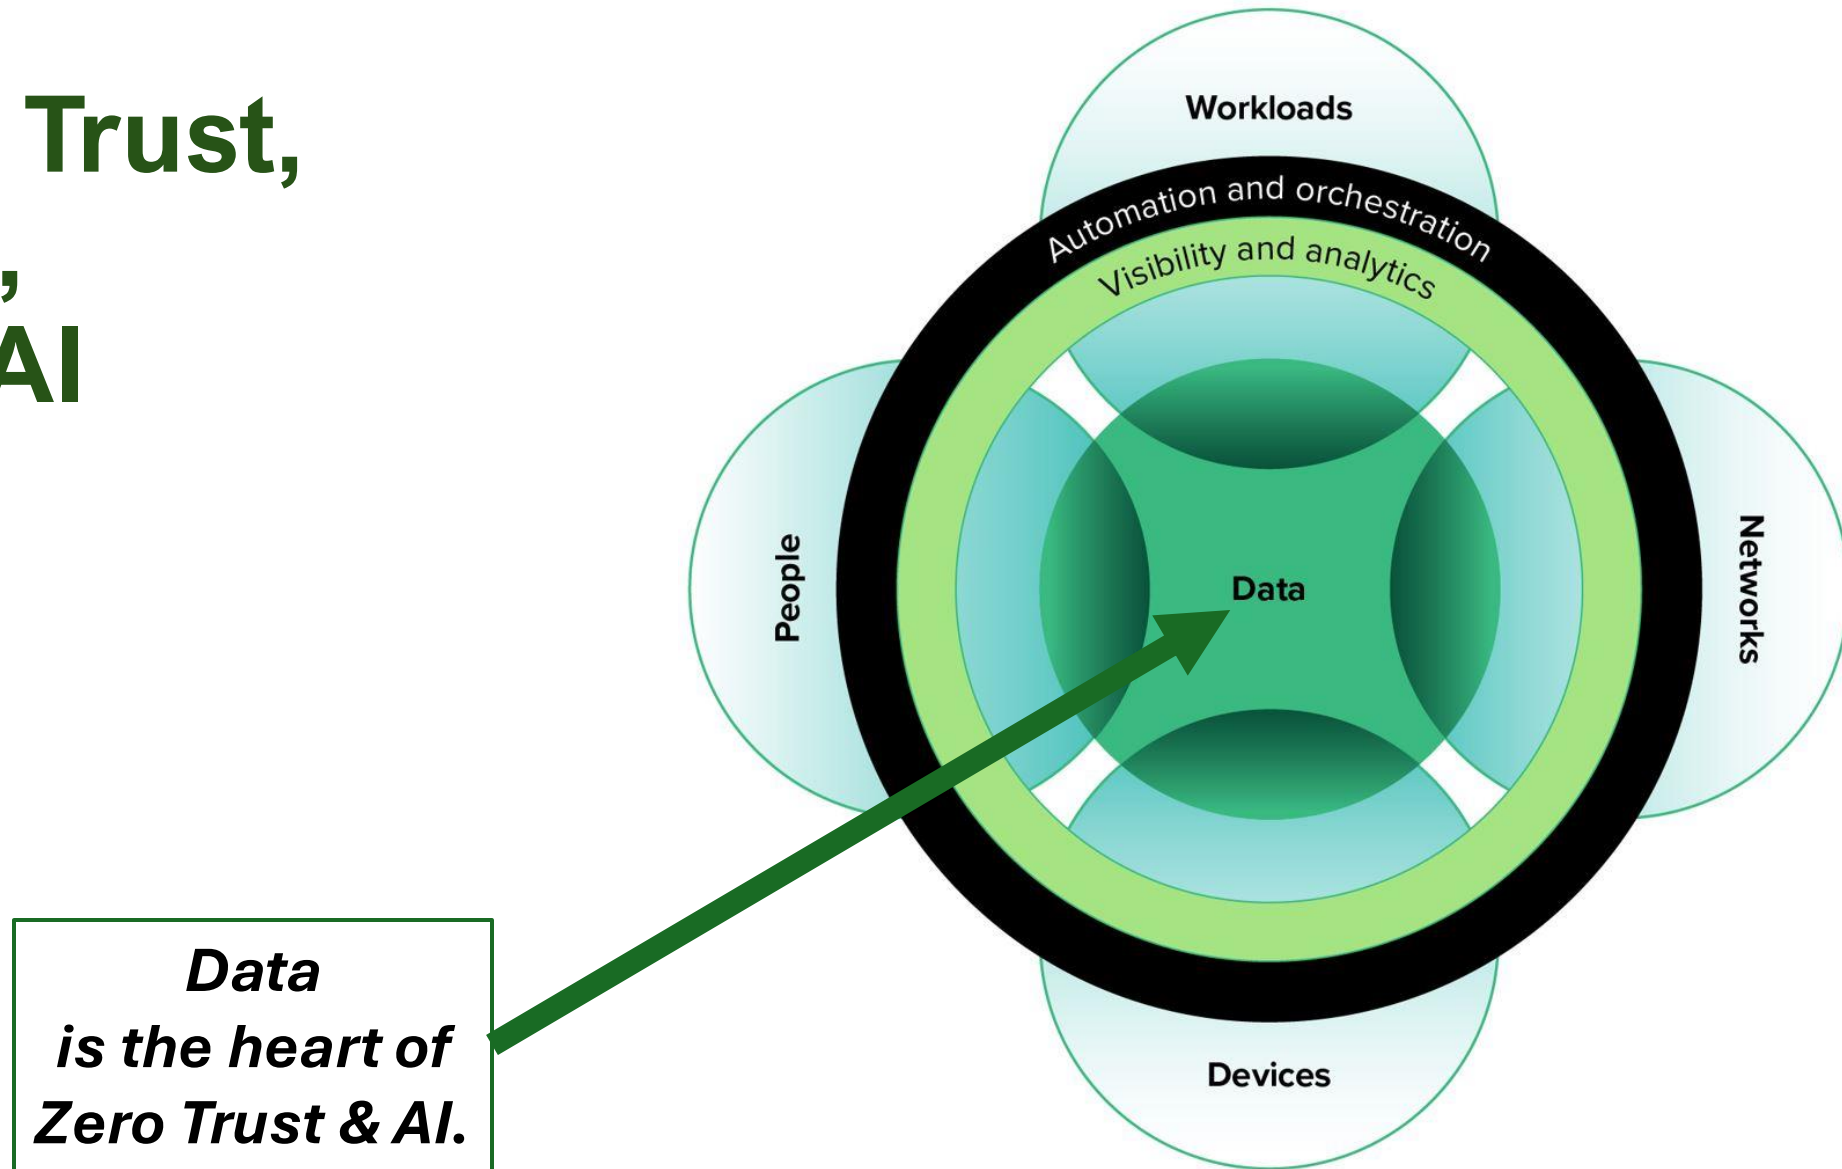 Trust,
,
AI
Workloads
Automation and orchestration
Visibility and analytics
People
Data
Networks
Devices
Data
is the heart of
Zero Trust & AI.